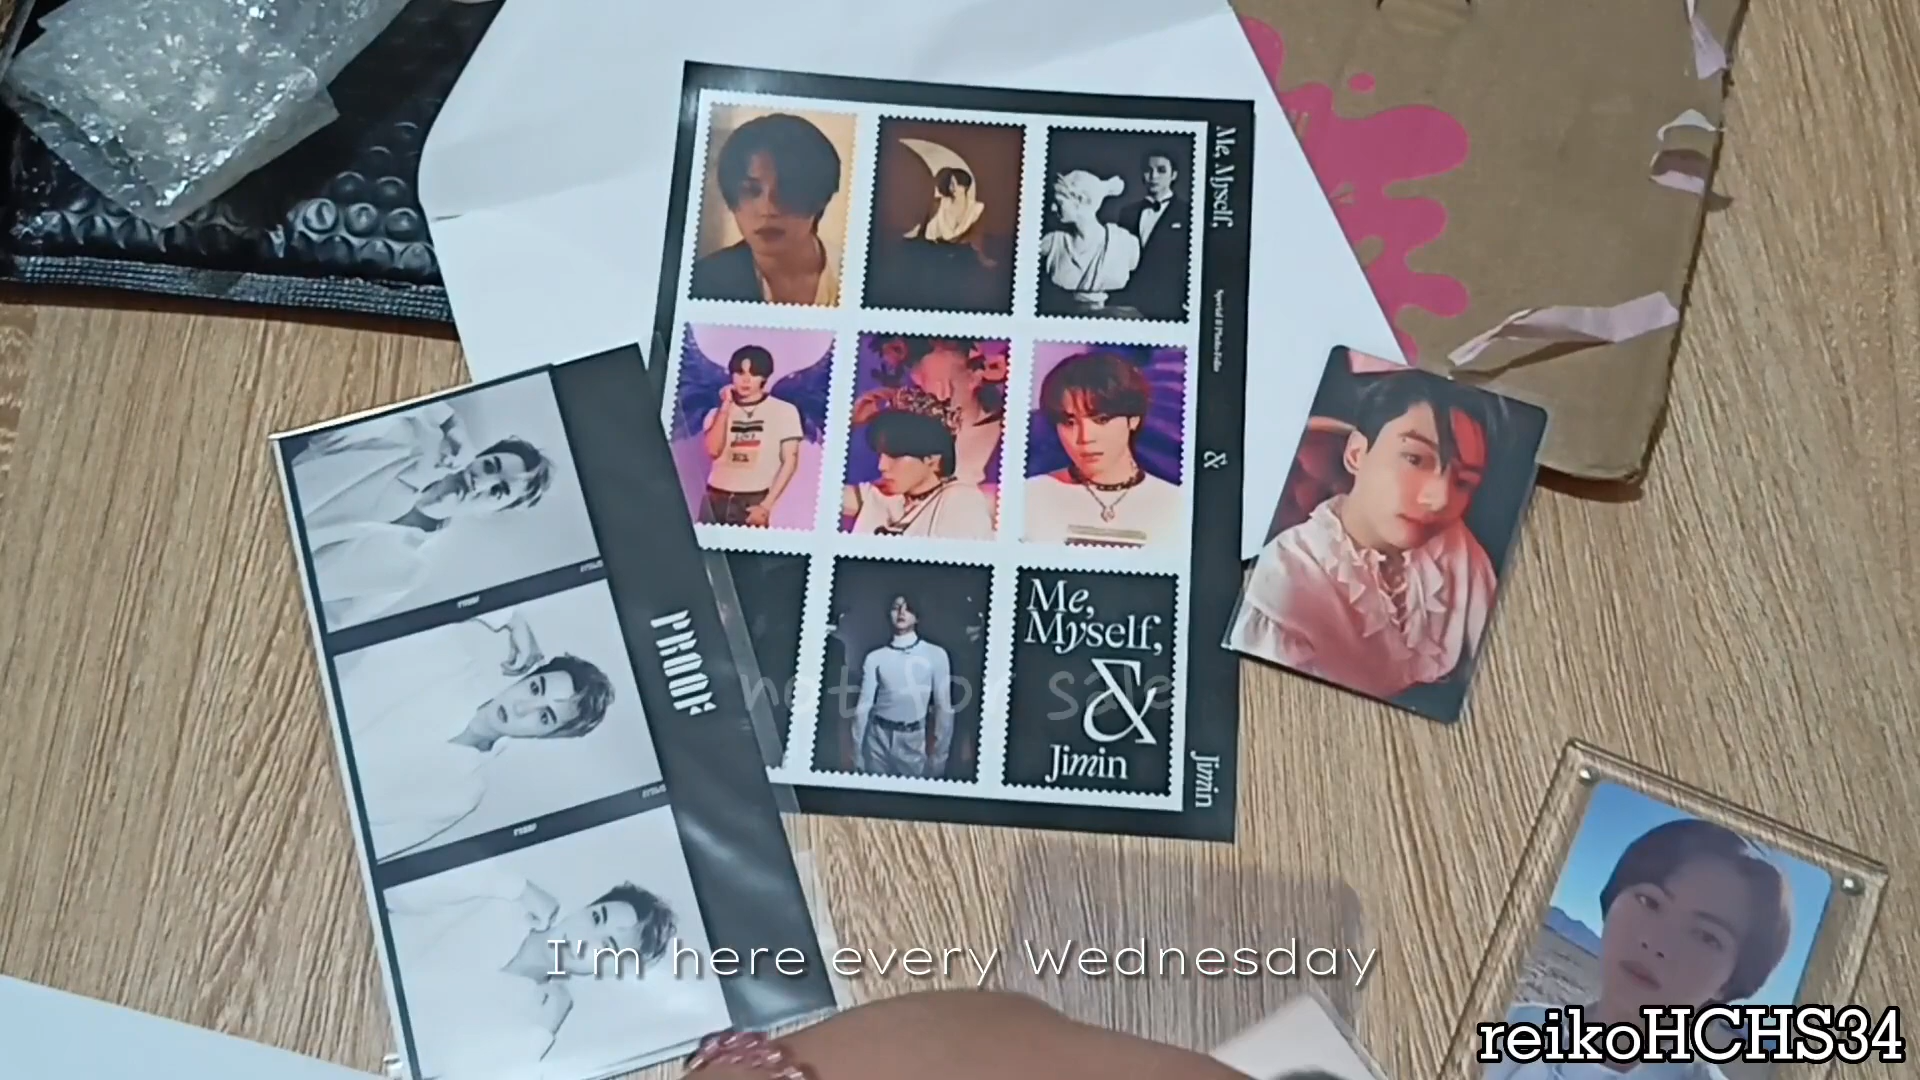 Me, Myself,
&
Jimin
PROOF
Me,
Myself,
&
Jimin
not for sale
I'm here every Wednesday
reikoHCHS34